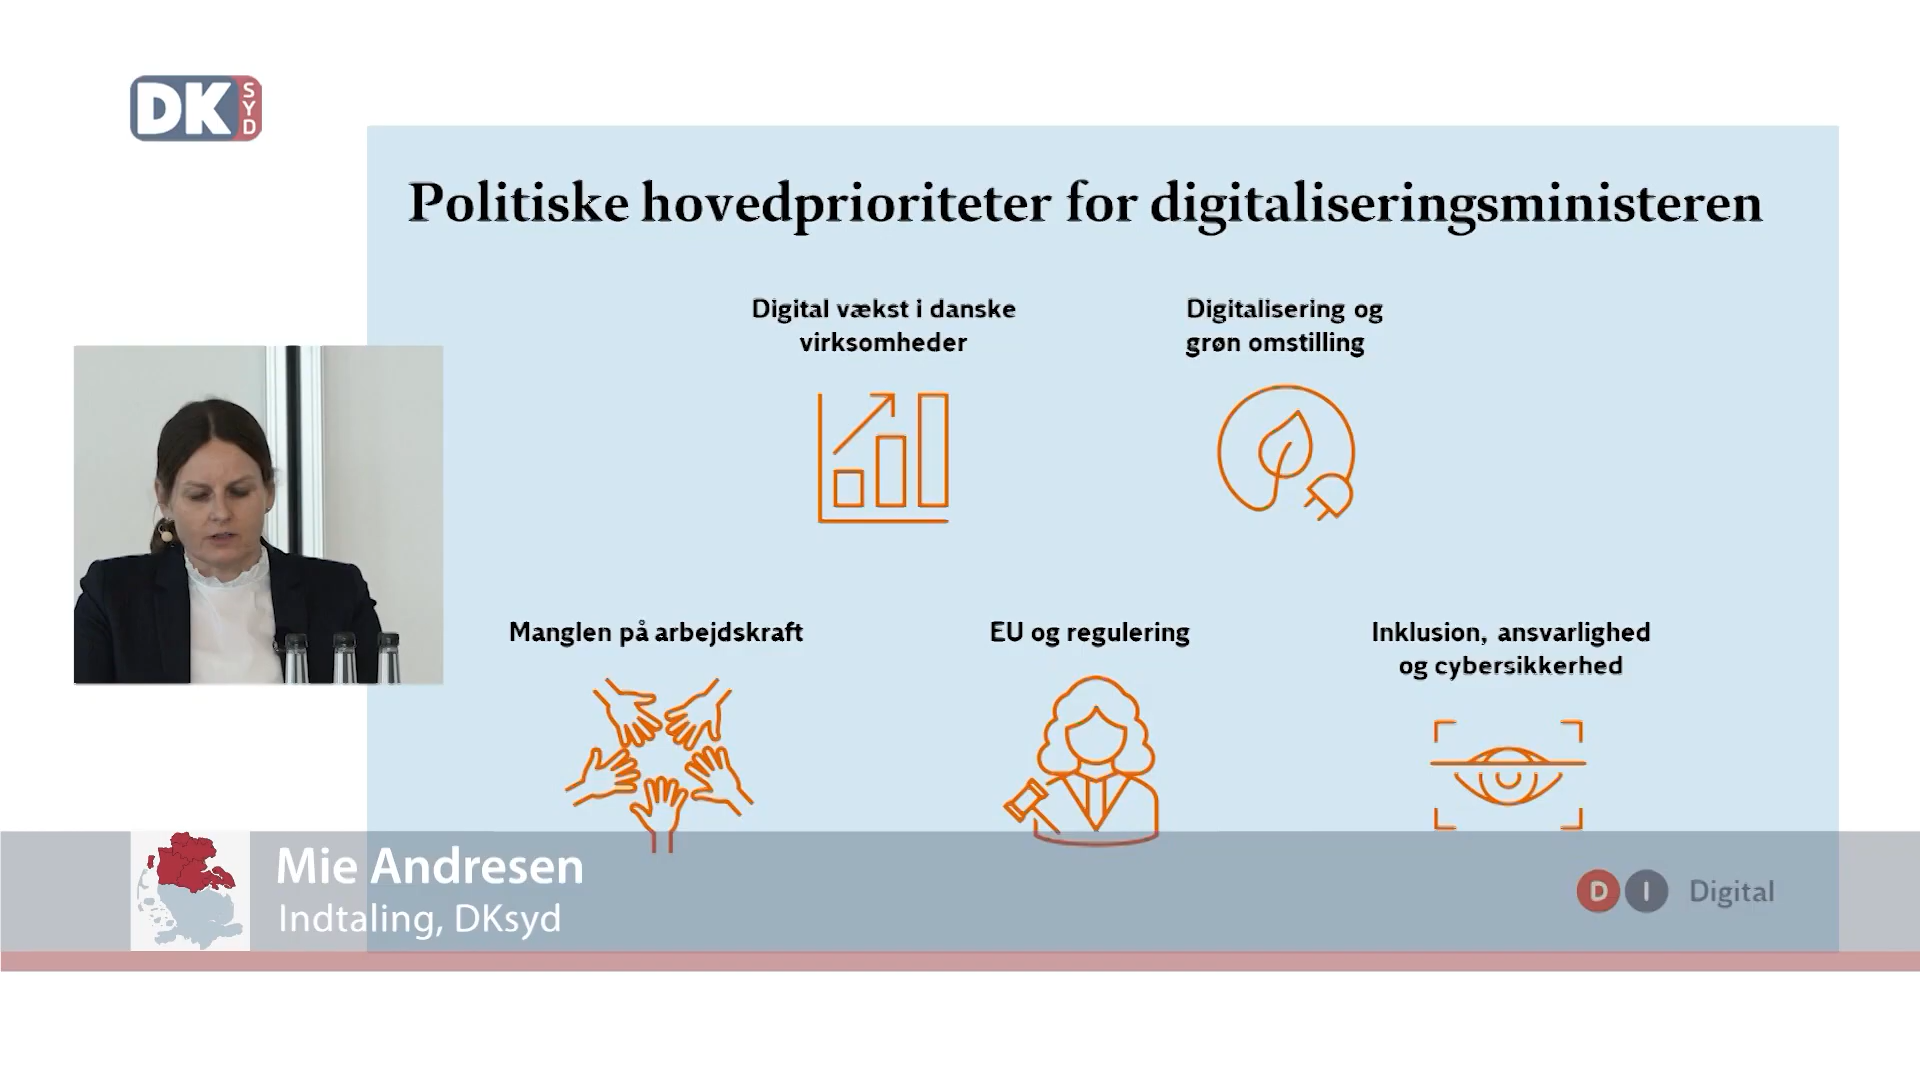 DK
SYD
Politiske hovedprioriteter for digitaliseringsministeren
Digital vækst i danske
virksomheder
Digitalisering og
grøn omstilling
Manglen på arbejdskraft
EU og regulering
Inklusion, ansvarlighed
og cybersikkerhed
Mie Andresen
Indtaling, DKsyd
D I Digital